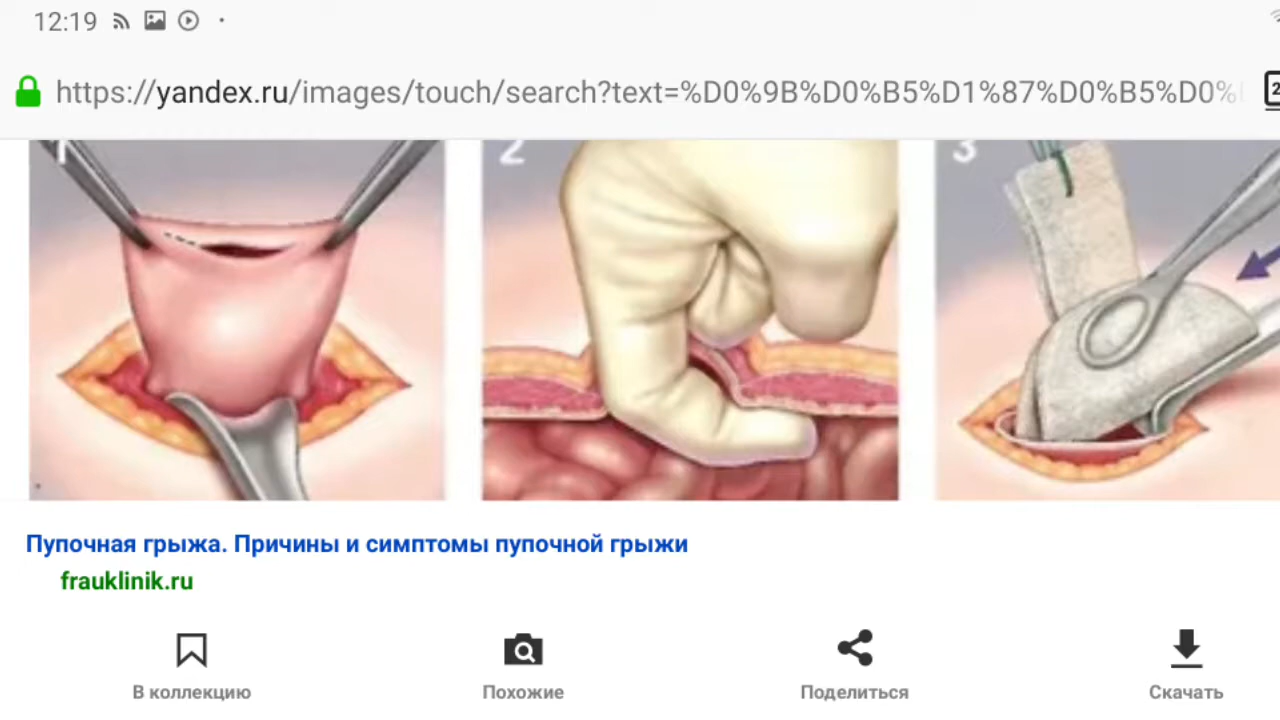 12:19
https://yandex.ru/images/touch/search?text=%D0%9B%D0%B5%D1%87%D0%B5%D0%
2
1 2 3
Пупочная грыжа. Причины и симптомы пупочной грыжи
frauklinik.ru
В коллекцию Похожие Поделиться Скачать